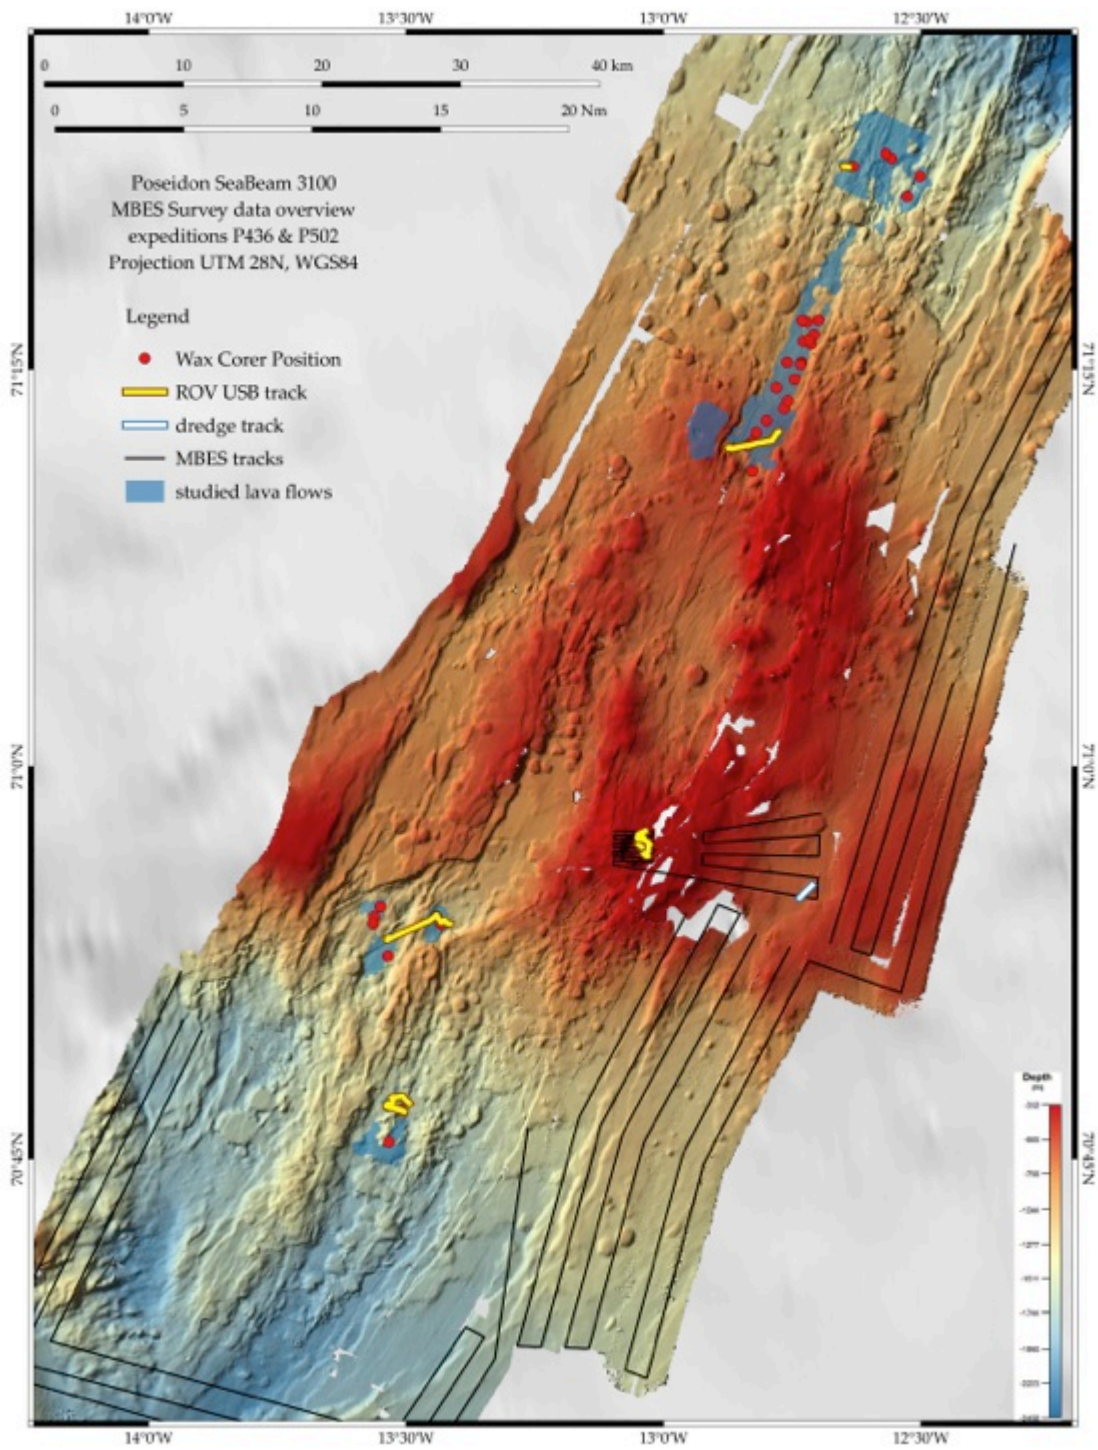 14°0'W 13°30'W 13°0'W 12°30'W
0 10 20 30 40 km
0 5 10 15 20 Nm
Poseidon SeaBeam 3100
MBES Survey data overview
expeditions P436 & P502
Projection UTM 28N, WGS84
Legend
Wax Corer Position
ROV USB track
dredge track
MBES tracks
studied lava flows
71°15'N 71°15'N
71°0'N 71°0'N
70°45'N 70°45'N
Depth
14°0'W 13°30'W 13°0'W 12°30'W